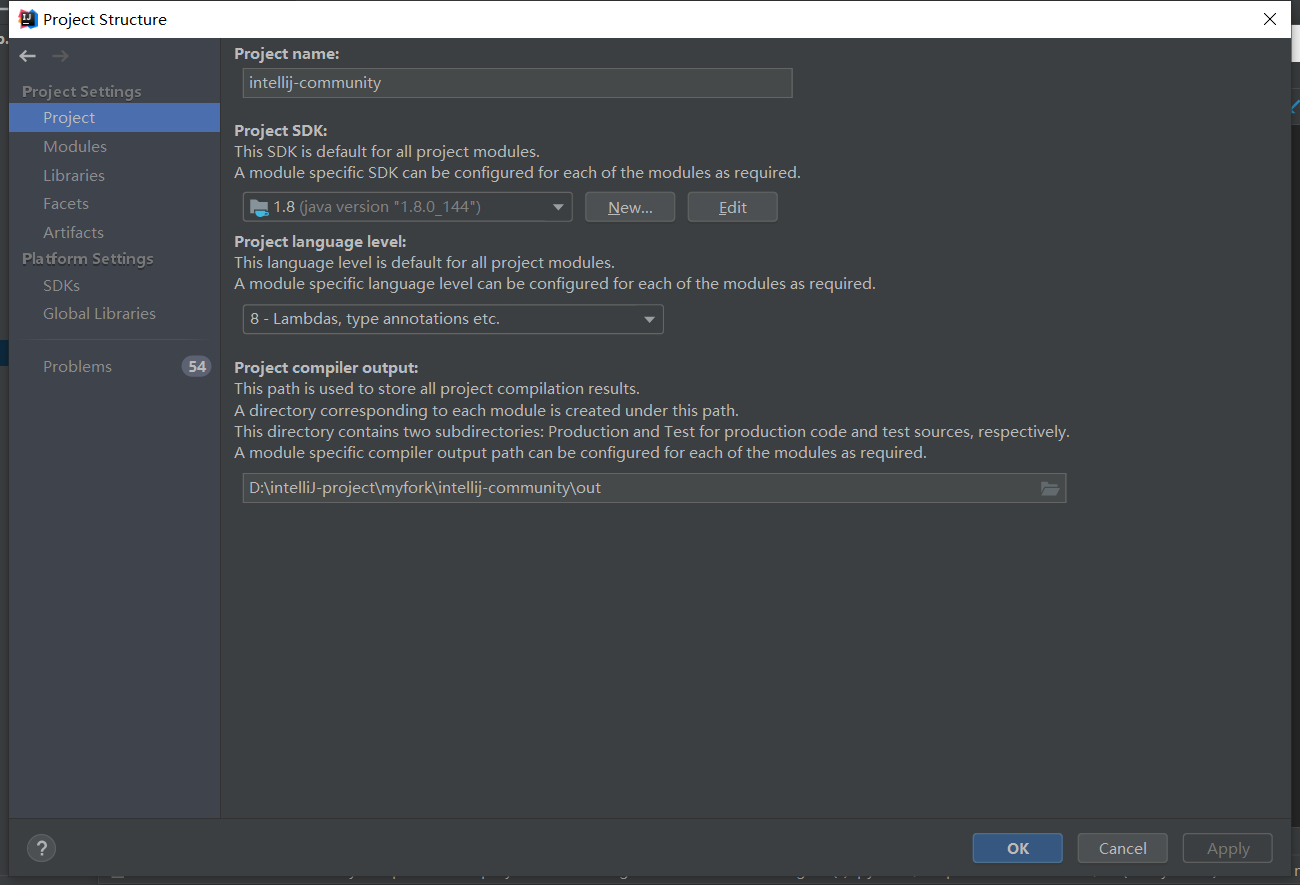 Project Structure
Project Settings
Project
Modules
Libraries
Facets
Artifacts
Platform Settings
SDKs
Global Libraries
Problems 54
Project name:
intellij-community
Project SDK:
This SDK is default for all project modules.
A module specific SDK can be configured for each of the modules as required.
1.8 (java version "1.8.0_144") New... Edit
Project language level:
This language level is default for all project modules.
A module specific language level can be configured for each of the modules as required.
8 - Lambdas, type annotations etc.
Project compiler output:
This path is used to store all project compilation results.
A directory corresponding to each module is created under this path.
This directory contains two subdirectories: Production and Test for production code and test sources, respectively.
A module specific compiler output path can be configured for each of the modules as required.
D:\intelliJ-project\myfork\intellij-community\out
? OK Cancel Apply